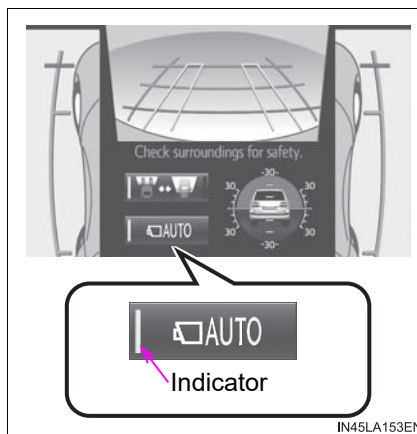 Check surroundings for safety.
-30-
30 30
AUTO
30 30
-30-
AUTO
Indicator
IN45LA153EN